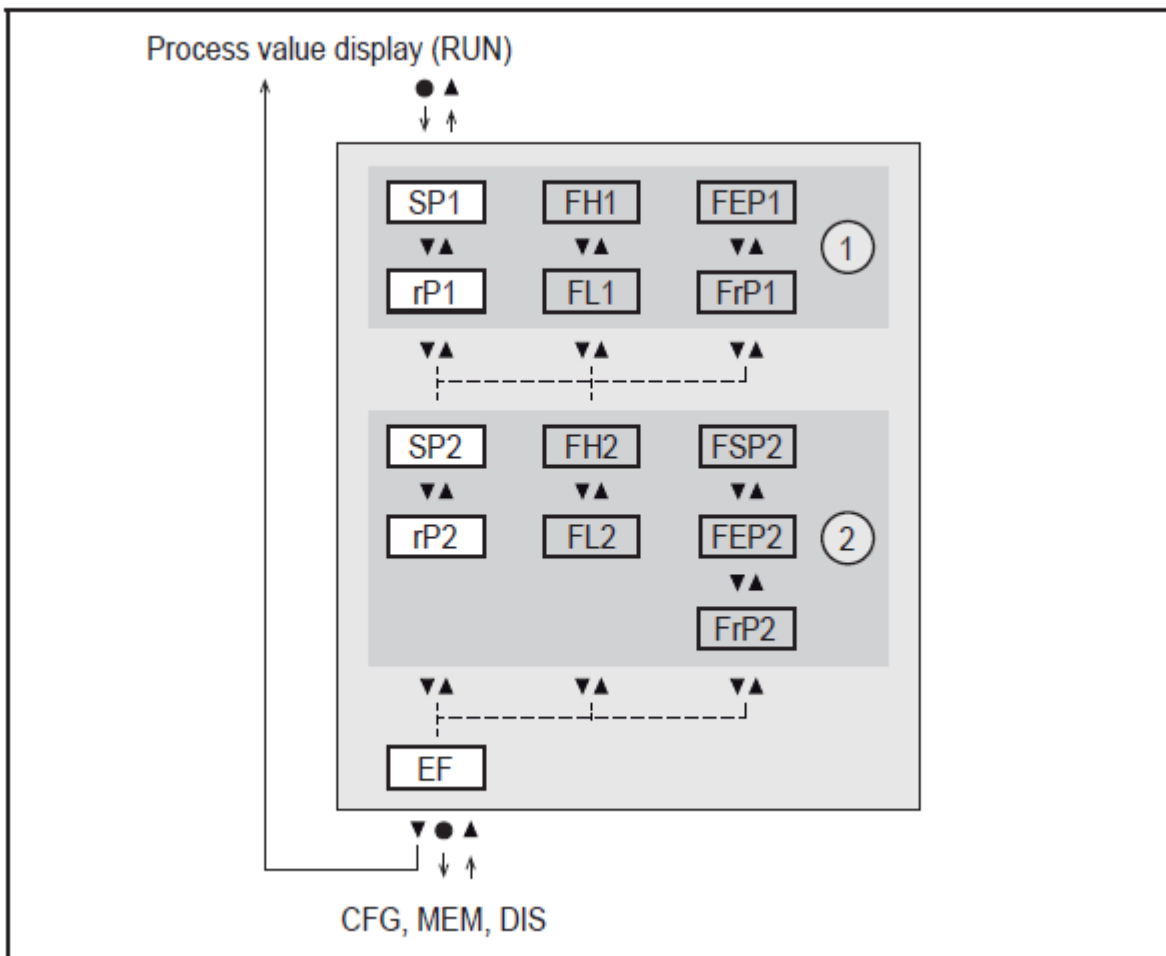 Process value display (RUN)
SP1 FH1 FEP1
1
rP1 FL1 FrP1
SP2 FH2 FSP2
rP2 FL2 FEP2
2
FrP2
EF
CFG, MEM, DIS